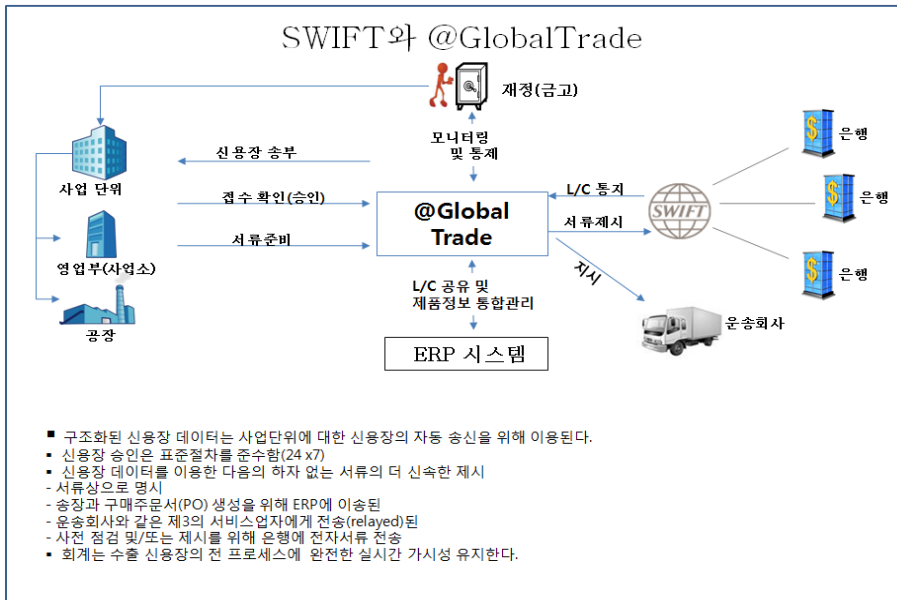 SWIFT와 @GlobalTrade
재정(금고)
모니터링
및 통제
신용장 송부
사업 단위
접수 확인(승인)
@Global
Trade
L/C 통지
SWIFT
서류제시
은행
은행
은행
서류준비
영업부(사업소)
지시
L/C 공유 및
제품정보 통합관리
공장
운송회사
ERP 시스템
▪ 구조화된 신용장 데이터는 사업단위에 대한 신용장의 자동 송신을 위해 이용된다.
▪ 신용장 승인은 표준절차를 준수함(24 x7)
▪ 신용장 데이터를 이용한 다음의 하자 없는 서류의 더 신속한 제시
- 서류상으로 명시
- 송장과 구매주문서(PO) 생성을 위해 ERP에 이송된
- 운송회사와 같은 제3의 서비스업자에게 전송(relayed)된
- 사전 점검 및/또는 제시를 위해 은행에 전자서류 전송
▪ 회계는 수출 신용장의 전 프로세스에 완전한 실시간 가시성 유지한다.